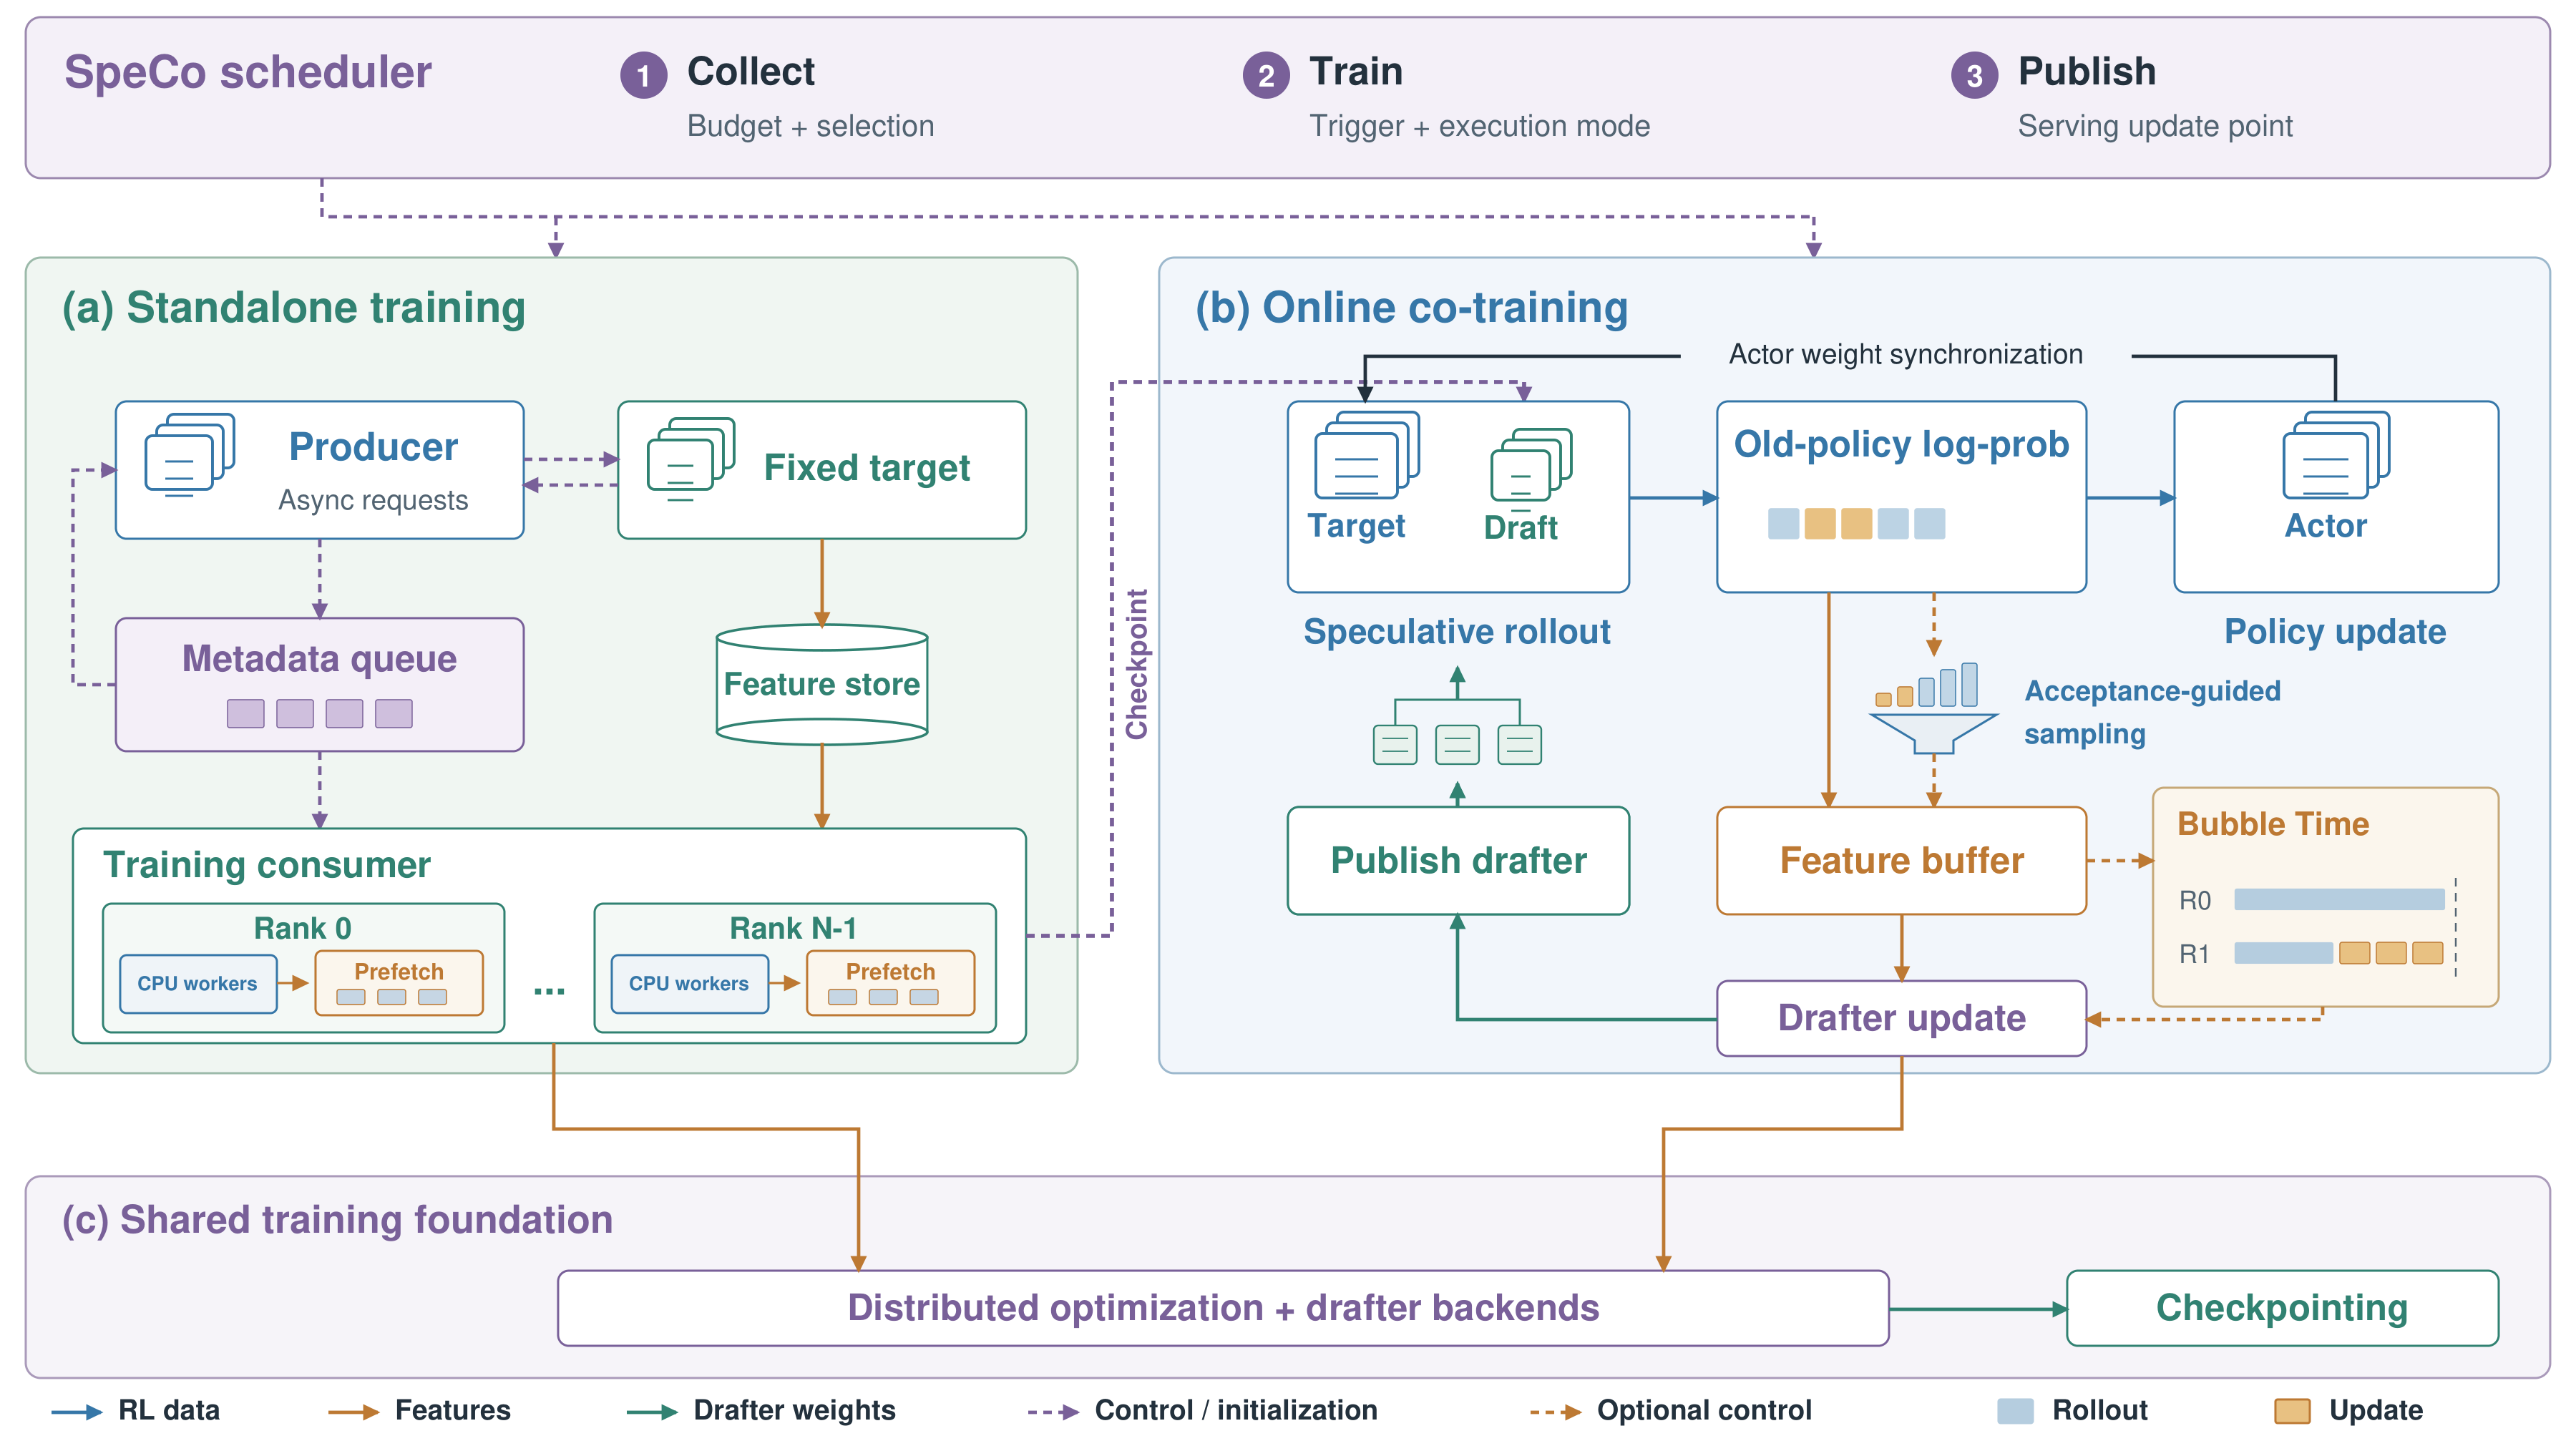 SpeCo scheduler
1 Collect
Budget + selection
2 Train
Trigger + execution mode
3 Publish
Serving update point
(a) Standalone training
Producer
Async requests
Fixed target
Metadata queue
Feature store
Training consumer
Rank 0
CPU workers
Prefetch
...
Rank N-1
CPU workers
Prefetch
Checkpoint
(b) Online co-training
Actor weight synchronization
Target
Draft
Old-policy log-prob
Actor
Speculative rollout
Policy update
Acceptance-guided
sampling
Publish drafter
Feature buffer
Bubble Time
R0
R1
Drafter update
(c) Shared training foundation
Distributed optimization + drafter backends
Checkpointing
RL data
Features
Drafter weights
Control / initialization
Optional control
Rollout
Update